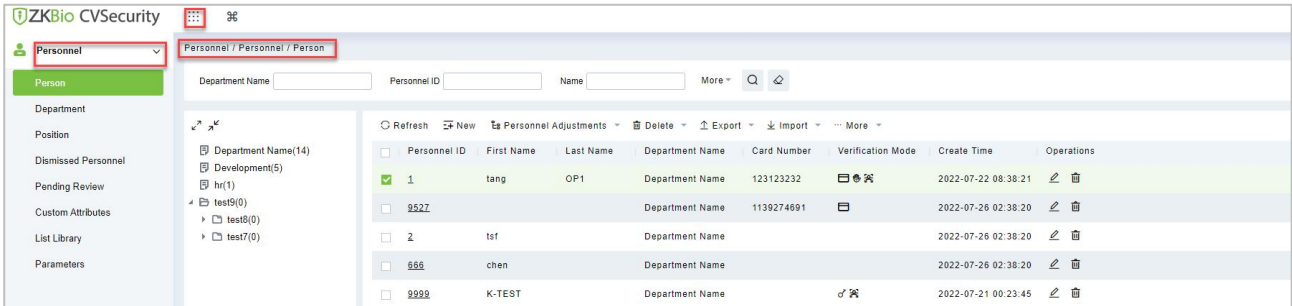 ZKBio CVSecurity
Personnel
Personnel / Personnel / Person
Person
Department
Position
Dismissed Personnel
Pending Review
Custom Attributes
List Library
Parameters
Department Name Personnel ID Name More
Department Name(14)
Development(5)
hr(1)
test9(0)
test8(0)
test7(0)
Refresh New Personnel Adjustments Delete Export Import ··· More
Personnel ID First Name Last Name Department Name Card Number Verification Mode Create Time Operations
1 tang OP1 Department Name 123123232 2022-07-22 08:38:21
9527 Department Name 1139274691 2022-07-26 02:38:20
2 tsf Department Name 2022-07-26 02:38:20
666 chen Department Name 2022-07-26 02:38:20
9999 K-TEST Department Name 2022-07-21 00:23:45